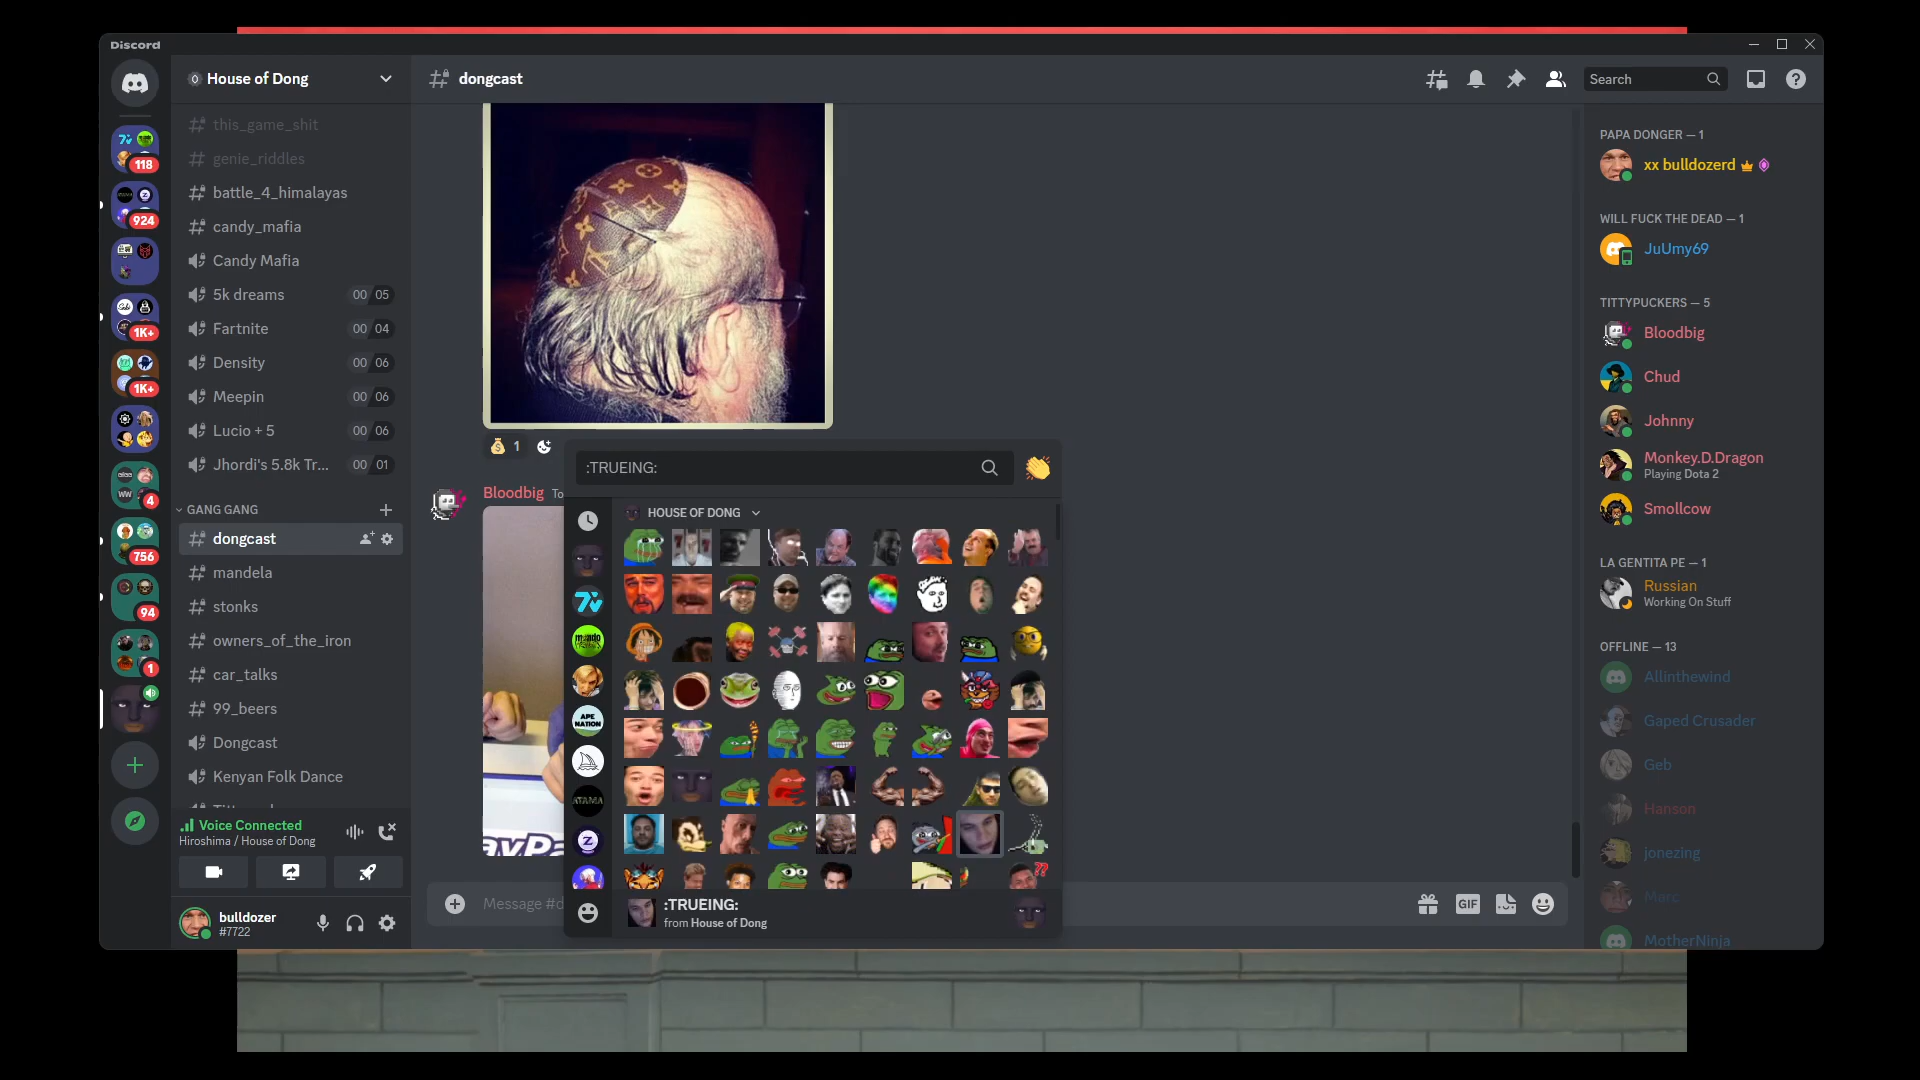 Discord
House of Dong
this_game_shit
genie_riddles
battle_4_himalayas
candy_mafia
Candy Mafia
5k dreams 00 05
Fartnite 00 04
Density 00 06
Meepin 00 06
Lucio + 5 00 06
Jhordi's 5.8k Tr... 00 01
GANG GANG
dongcast
mandela
stonks
owners_of_the_iron
car_talks
99_beers
Dongcast
Kenyan Folk Dance
118
924
1K+
1K+
4
756
94
1
Voice Connected
Hiroshima / House of Dong
bulldozer
#7722
dongcast
Search
1
Bloodbig To
:TRUEING:
HOUSE OF DONG
mando
APE
NATION
ATAMA
:TRUEING:
from House of Dong
Message #d
GIF
PAPA DONGER — 1
xx bulldozerd
WILL FUCK THE DEAD — 1
JuUmy69
TITTYPUCKERS — 5
Bloodbig
Chud
Johnny
Monkey.D.Dragon
Playing Dota 2
Smollcow
LA GENTITA PE — 1
Russian
Working On Stuff
OFFLINE — 13
Allinthewind
Gaped Crusader
Geb
Hanson
jonezing
Merc
MotherNinja